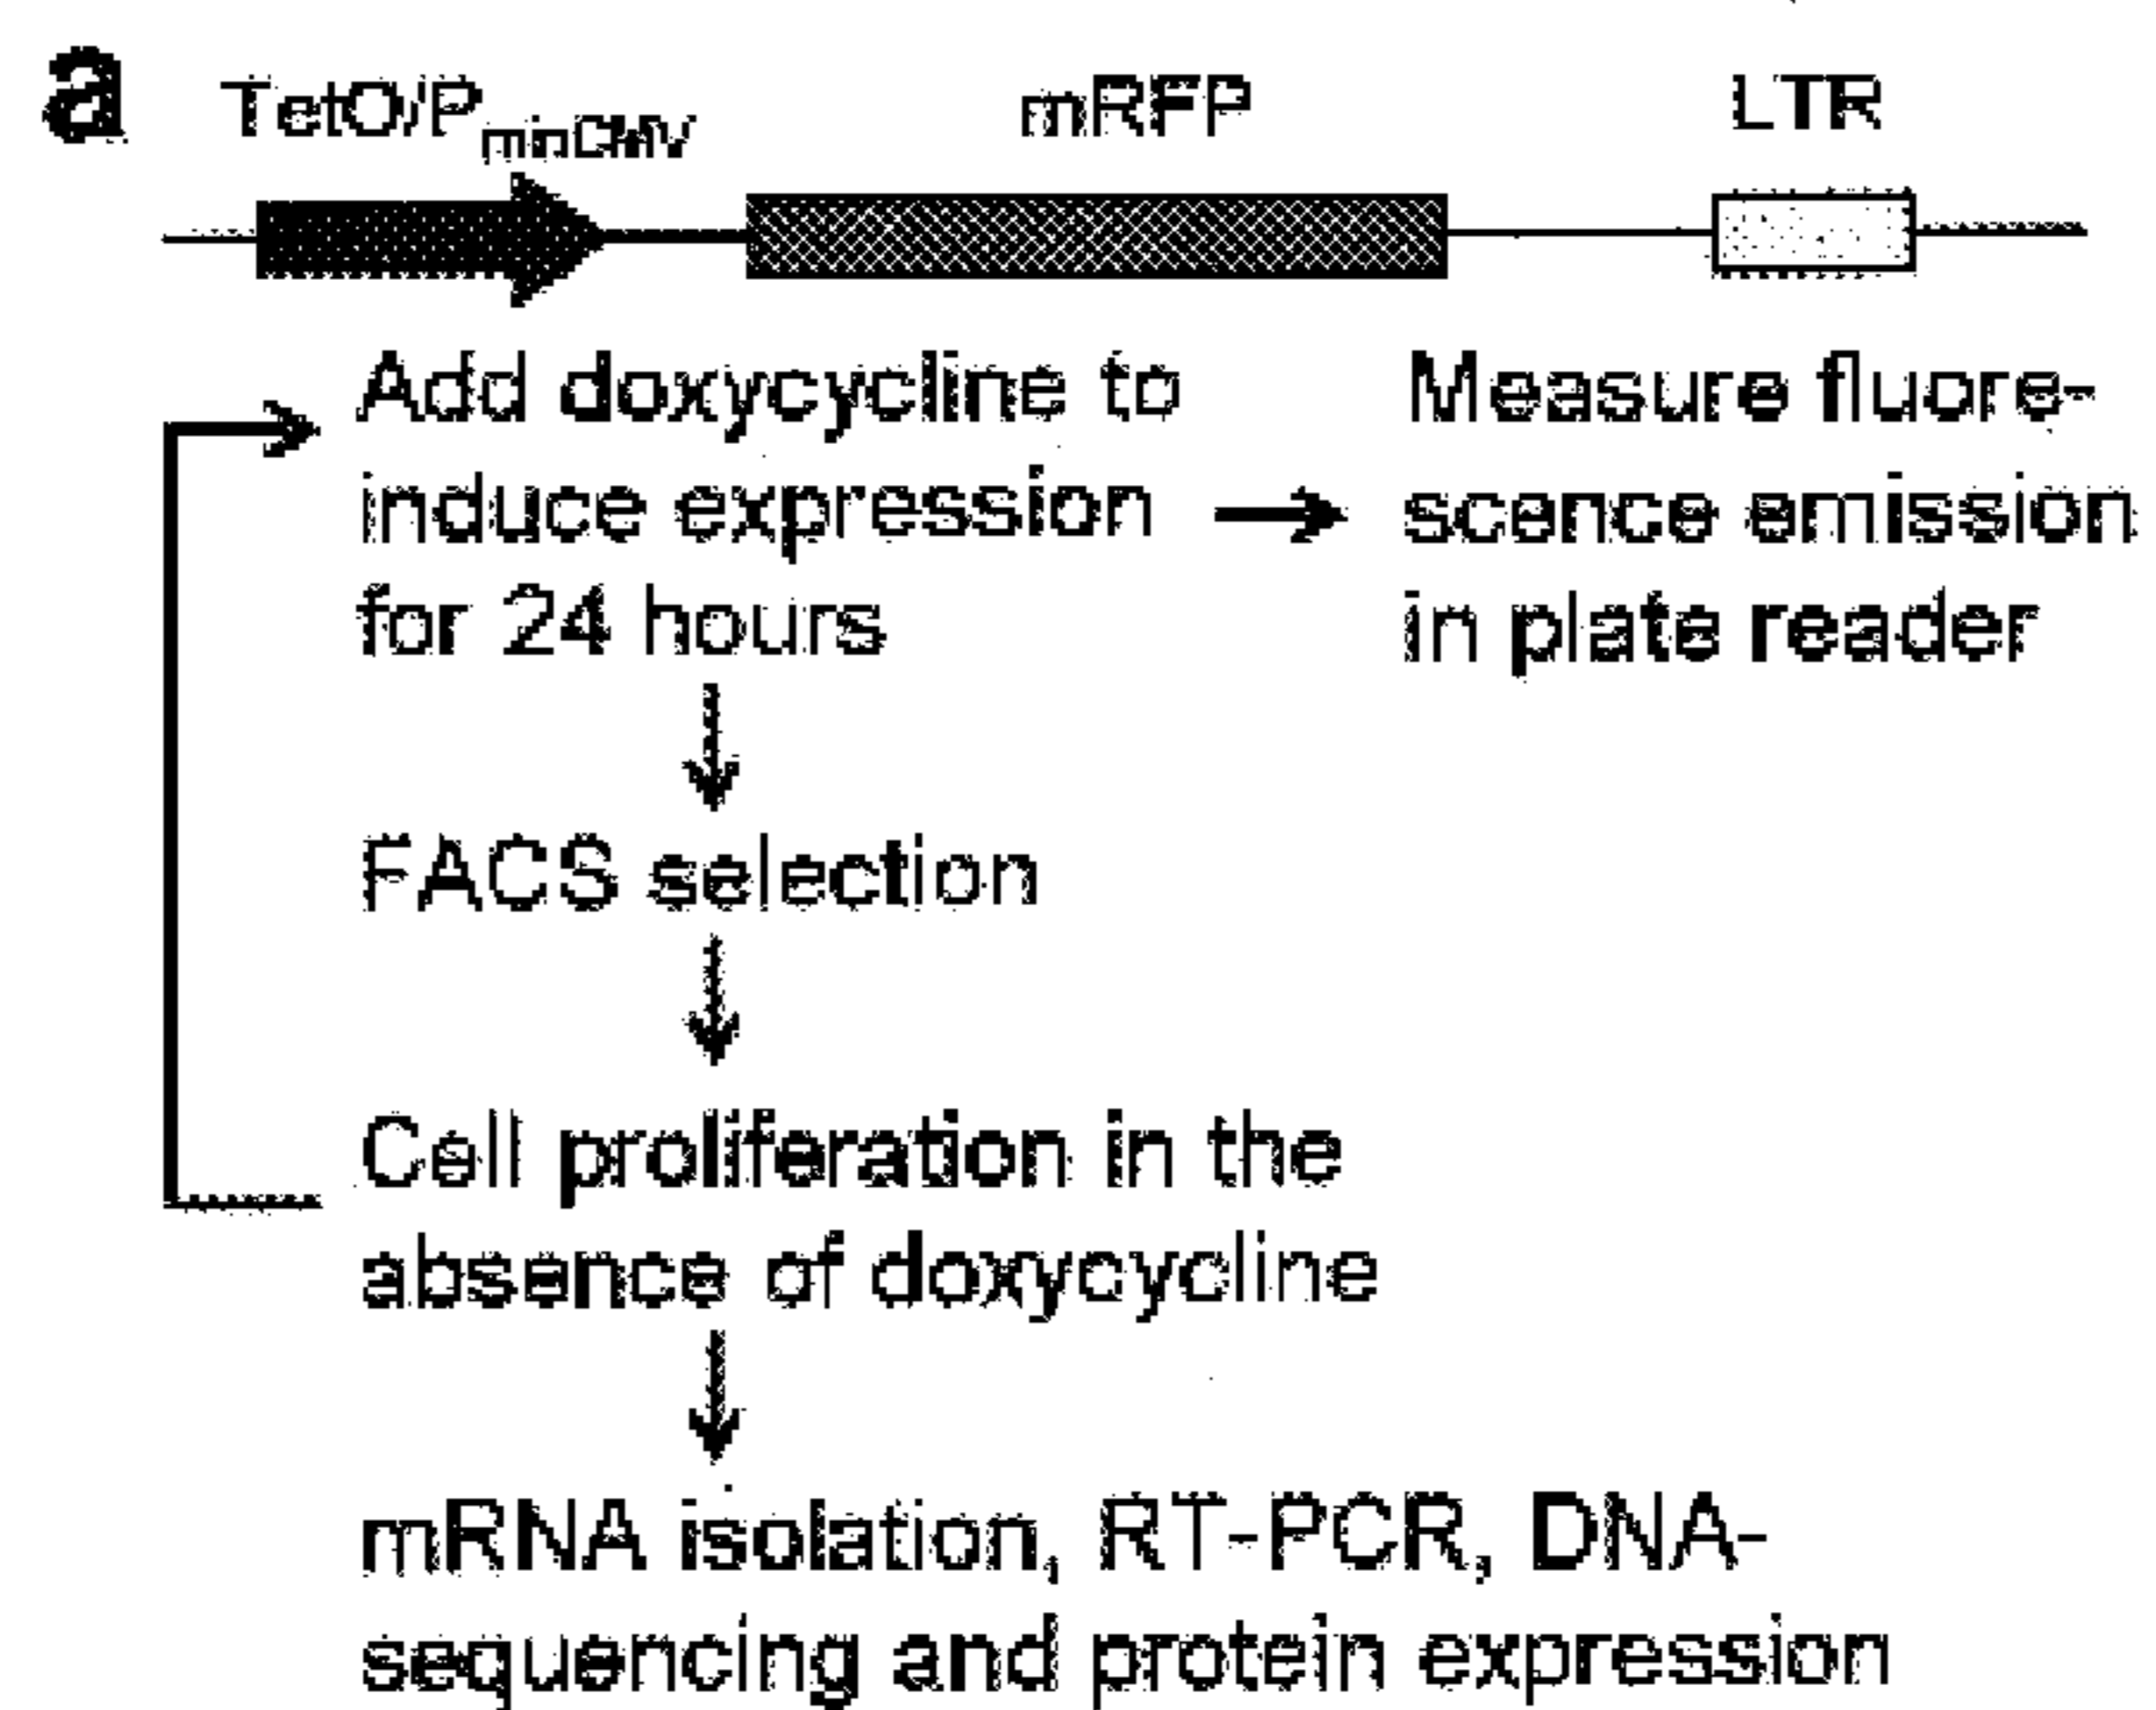 a
TetO/PminCMV mRFP LTR
Add doxycycline to
induce expression
for 24 hours
Measure fluore-
scence emission
in plate reader
FACS selection
Cell proliferation in the
absence of doxycycline
mRNA isolation, RT-PCR, DNA-
sequencing and protein expression